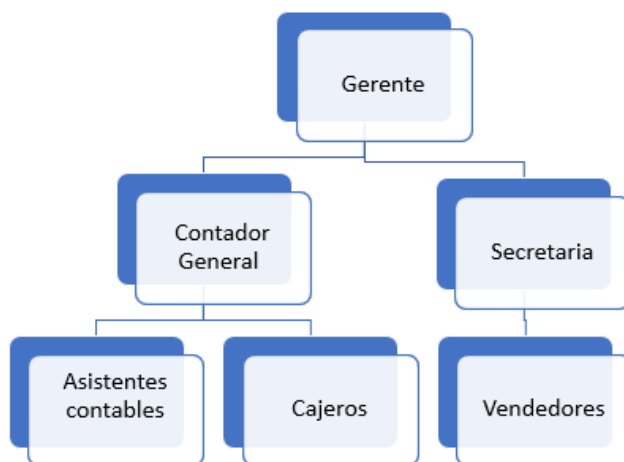 Gerente
Contador
General
Secretaria
Asistentes
contables
Cajeros
Vendedores